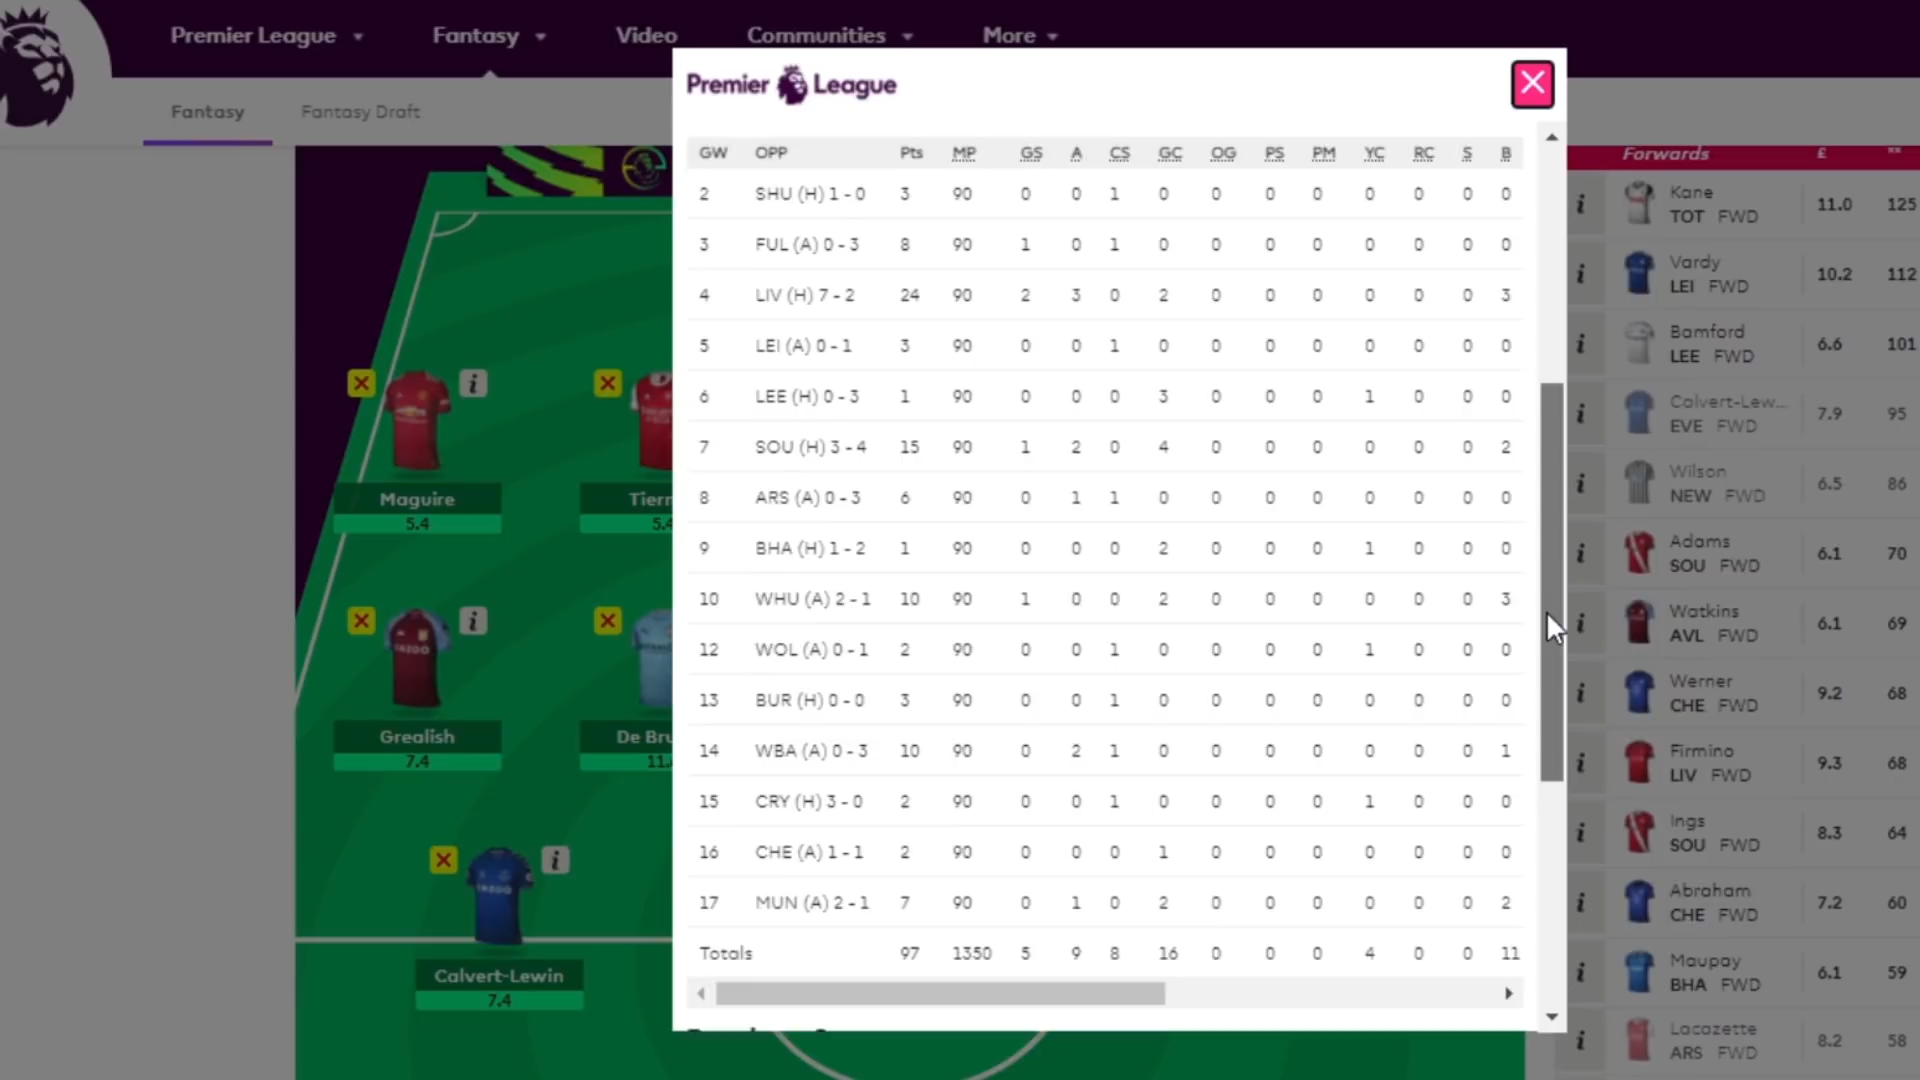 Premier League Fantasy Video Communities More
Fantasy Fantasy Draft
Premier League
GW OPP Pts MP GS A CS GC OG PS PM YC RC S B
2 SHU (H) 1 - 0 3 90 0 0 1 0 0 0 0 0 0 0 0
3 FUL (A) 0 - 3 8 90 1 0 1 0 0 0 0 0 0 0 0
4 LIV (H) 7 - 2 24 90 2 3 0 2 0 0 0 0 0 0 3
5 LEI (A) 0 - 1 3 90 0 0 1 0 0 0 0 0 0 0 0
6 LEE (H) 0 - 3 1 90 0 0 0 3 0 0 0 1 0 0 0
7 SOU (H) 3 - 4 15 90 1 2 0 4 0 0 0 0 0 0 2
8 ARS (A) 0 - 3 6 90 0 1 1 0 0 0 0 0 0 0 0
9 BHA (H) 1 - 2 1 90 0 0 0 2 0 0 0 1 0 0 0
10 WHU (A) 2 - 1 10 90 1 0 0 2 0 0 0 0 0 0 3
12 WOL (A) 0 - 1 2 90 0 0 1 0 0 0 0 1 0 0 0
13 BUR (H) 0 - 0 3 90 0 0 1 0 0 0 0 0 0 0 0
14 WBA (A) 0 - 3 10 90 0 2 1 0 0 0 0 0 0 0 1
15 CRY (H) 3 - 0 2 90 0 0 1 0 0 0 0 1 0 0 0
16 CHE (A) 1 - 1 2 90 0 0 0 1 0 0 0 0 0 0 0
17 MUN (A) 2 - 1 7 90 0 1 0 2 0 0 0 0 0 0 2
Totals 97 1350 5 9 8 16 0 0 0 4 0 0 11
Maguire
5.4
Tiern
5.4
Grealish
7.4
De Bru
11.
Calvert-Lewin
7.4
Forwards £ **
Kane
TOT FWD 11.0 125
Vardy
LEI FWD 10.2 112
Bamford
LEE FWD 6.6 101
Calvert-Lew...
EVE FWD 7.9 95
Wilson
NEW FWD 6.5 86
Adams
SOU FWD 6.1 70
Watkins
AVL FWD 6.1 69
Werner
CHE FWD 9.2 68
Firmino
LIV FWD 9.3 68
Ings
SOU FWD 8.3 64
Abraham
CHE FWD 7.2 60
Maupay
BHA FWD 6.1 59
Lacazette
ARS FWD 8.2 58